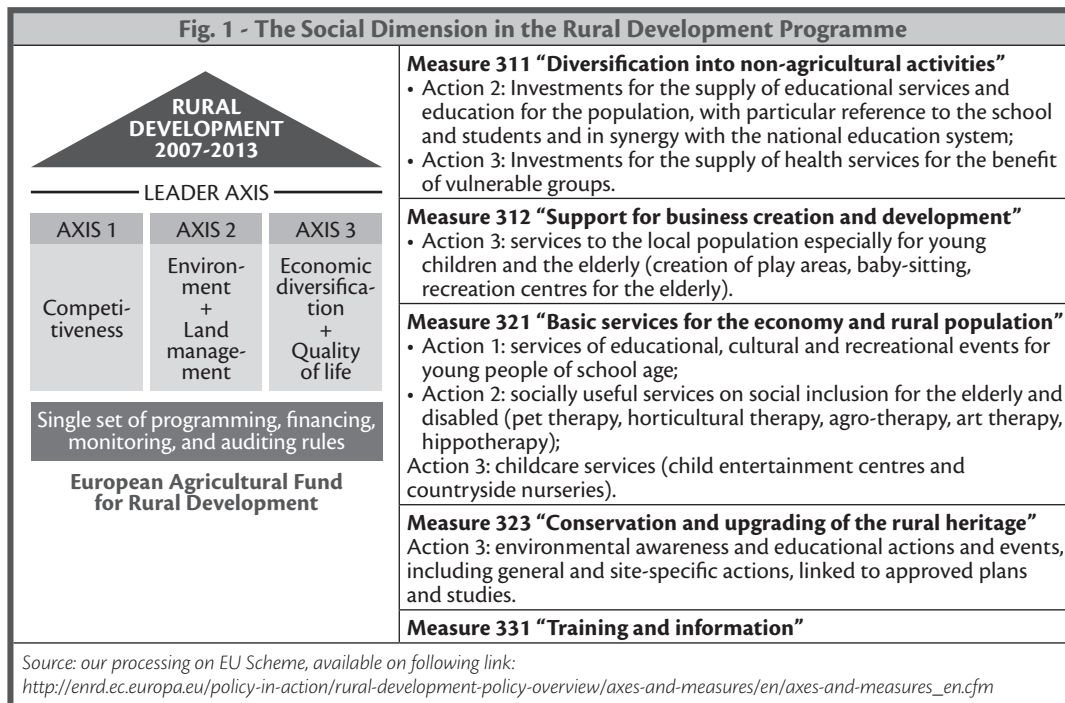 Fig. 1 - The Social Dimension in the Rural Development Programme
RURAL
DEVELOPMENT
2007-2013
LEADER AXIS
AXIS 1
Competi-
tiveness
AXIS 2
Environ-
ment
+
Land
manage-
ment
AXIS 3
Economic
diversifica-
tion
+
Quality
of life
Single set of programming, financing,
monitoring, and auditing rules
European Agricultural Fund
for Rural Development
Measure 311 “Diversification into non-agricultural activities”
• Action 2: Investments for the supply of educational services and
education for the population, with particular reference to the school
and students and in synergy with the national education system;
• Action 3: Investments for the supply of health services for the benefit
of vulnerable groups.
Measure 312 “Support for business creation and development”
• Action 3: services to the local population especially for young
children and the elderly (creation of play areas, baby-sitting,
recreation centres for the elderly).
Measure 321 “Basic services for the economy and rural population”
• Action 1: services of educational, cultural and recreational events for
young people of school age;
• Action 2: socially useful services on social inclusion for the elderly and
disabled (pet therapy, horticultural therapy, agro-therapy, art therapy,
hippotherapy);
Action 3: childcare services (child entertainment centres and
countryside nurseries).
Measure 323 “Conservation and upgrading of the rural heritage”
Action 3: environmental awareness and educational actions and events,
including general and site-specific actions, linked to approved plans
and studies.
Measure 331 “Training and information”
Source: our processing on EU Scheme, available on following link:
http://enrd.ec.europa.eu/policy-in-action/rural-development-policy-overview/axes-and-measures/en/axes-and-measures_en.cfm